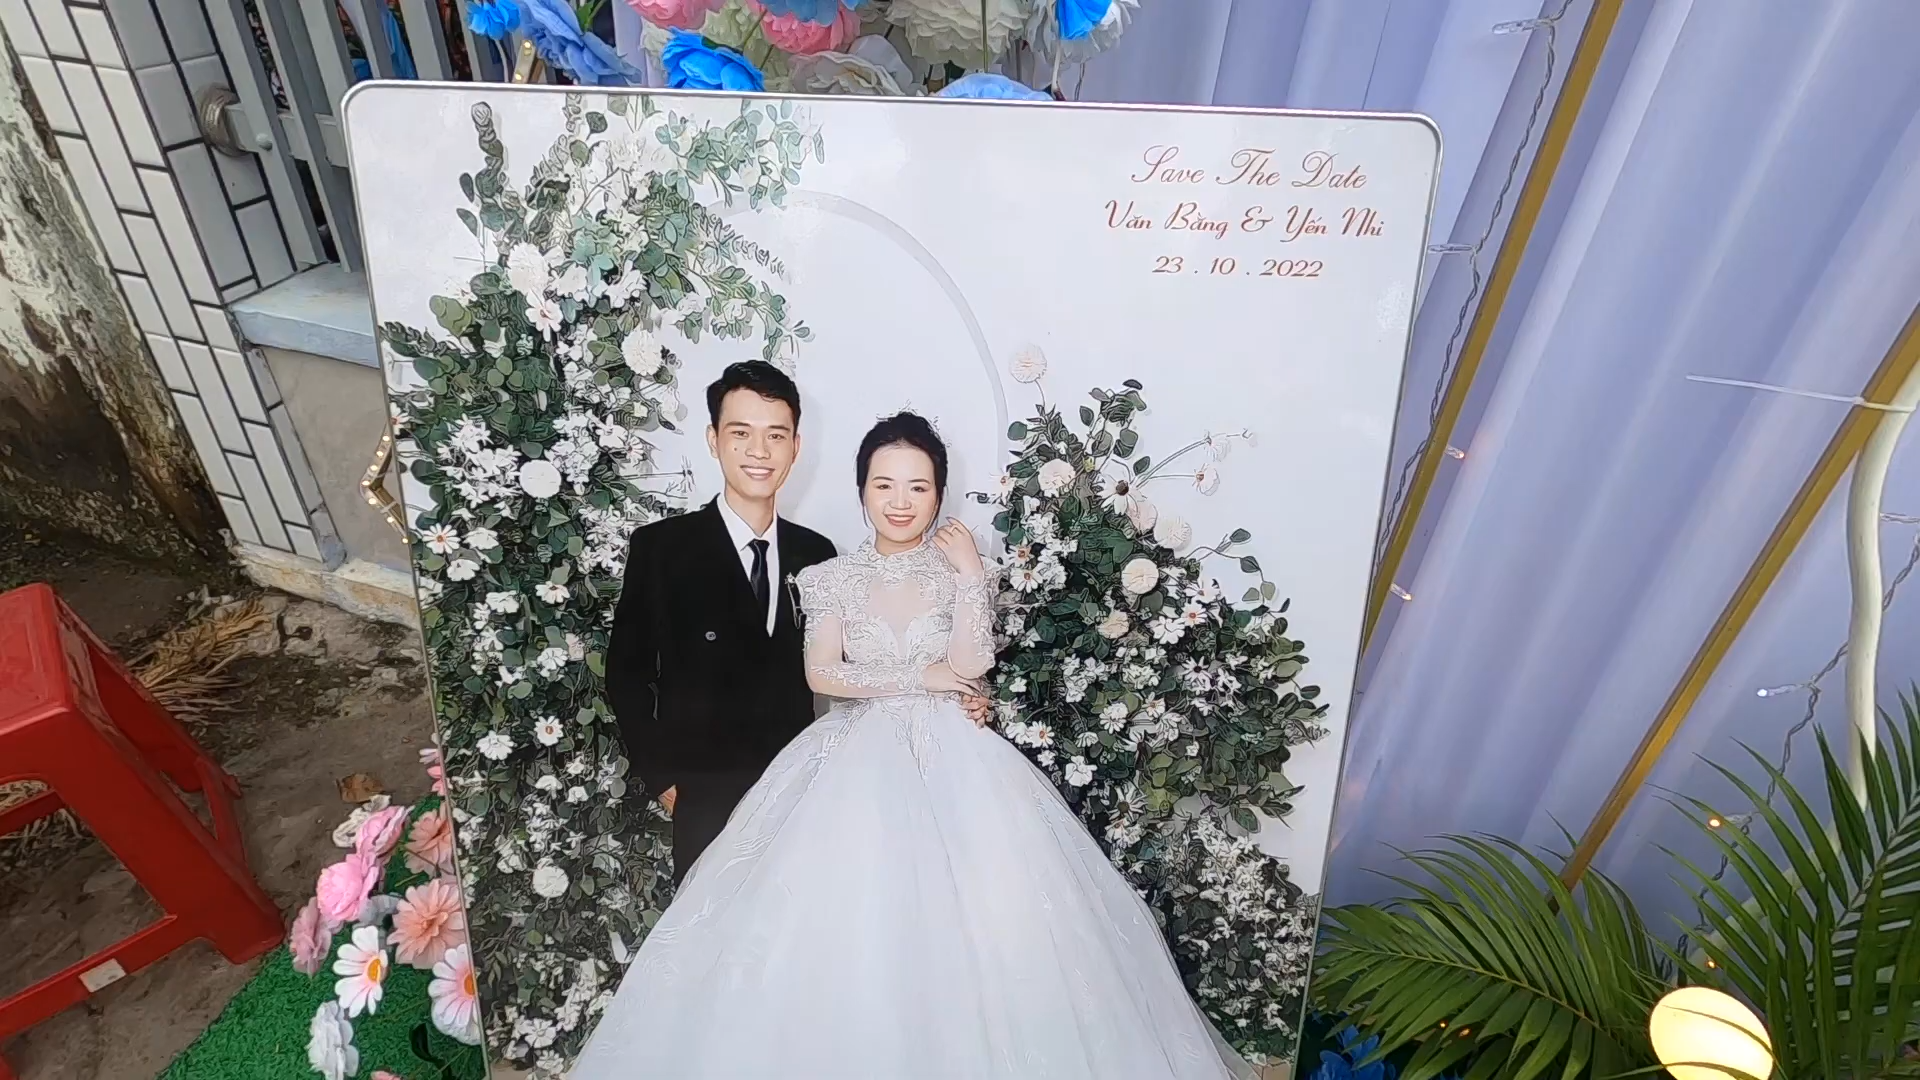 Save The Date
Văn Bằng & Yến Nhi
23 . 10 . 2022